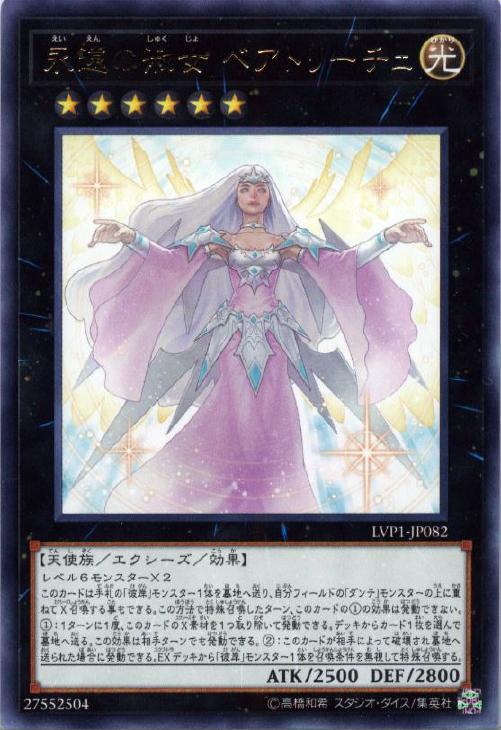 永遠の淑女 ベアトリーチェ
光
LVP1-JP082
【天使族／エクシーズ／効果】
レベル６モンスター×２
このカードは手札の「彼岸」モンスター1体を墓地へ送り、自分フィールドの「ダンテ」モンスターの上に重
ねてX召喚する事もできる。この方法で特殊召喚したターン、このカードの①の効果は発動できない。
①：1ターンに1度、このカードのX素材を1つ取り除いて発動できる。デッキからカード1枚を選んで
墓地へ送る。この効果は相手ターンでも発動できる。②：このカードが相手によって破壊され墓地へ
送られた場合に発動できる。EXデッキから「彼岸」モンスター1体を召喚条件を無視して特殊召喚する。
ATK/2500 DEF/2800
27552504
©高橋和希 スタジオ・ダイス/集英社